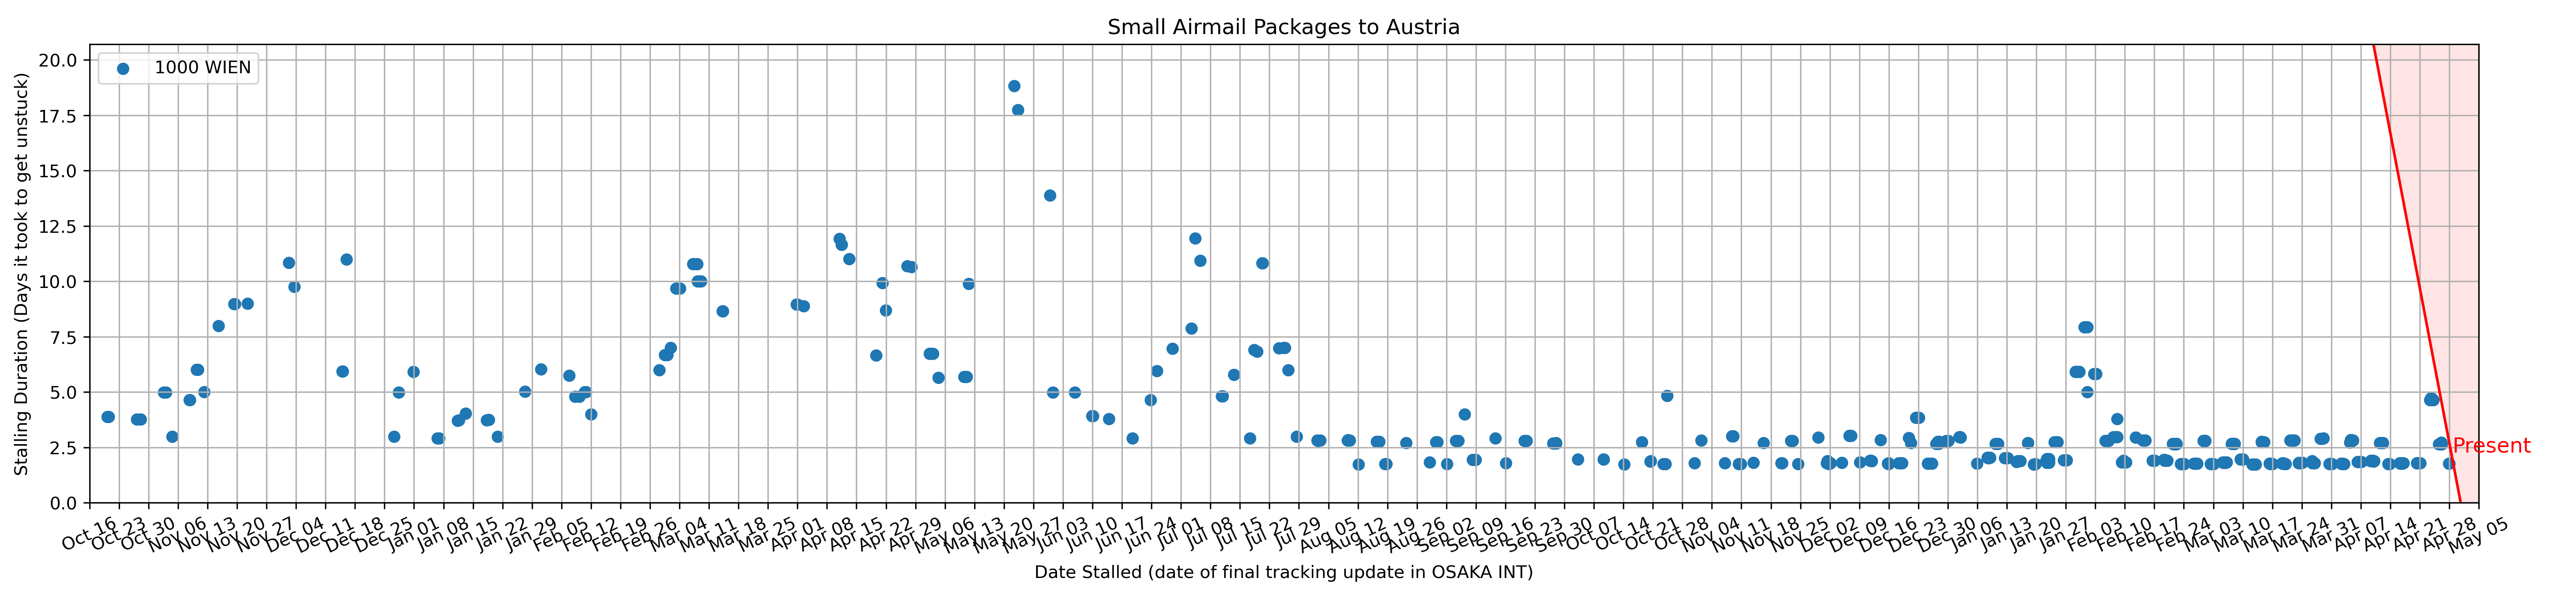 Small Airmail Packages to Austria
1000 WIEN
Stalling Duration (Days it took to get unstuck)
20.0
17.5
15.0
12.5
10.0
7.5
5.0
2.5
0.0
Present
Oct 16 Oct 23 Oct 30 Nov 06 Nov 13 Nov 20 Nov 27 Dec 04 Dec 11 Dec 18 Dec 25 Jan 01 Jan 08 Jan 15 Jan 22 Jan 29 Feb 05 Feb 12 Feb 19 Feb 26 Mar 04 Mar 11 Mar 18 Mar 25 Apr 01 Apr 08 Apr 15 Apr 22 Apr 29 May 06 May 13 May 20 May 27 Jun 03 Jun 10 Jun 17 Jun 24 Jul 01 Jul 08 Jul 15 Jul 22 Jul 29 Aug 05 Aug 12 Aug 19 Aug 26 Sep 02 Sep 09 Sep 16 Sep 23 Sep 30 Oct 07 Oct 14 Oct 21 Oct 28 Nov 04 Nov 11 Nov 18 Nov 25 Dec 02 Dec 09 Dec 16 Dec 23 Dec 30 Jan 06 Jan 13 Jan 20 Jan 27 Feb 03 Feb 10 Feb 17 Feb 24 Mar 03 Mar 10 Mar 17 Mar 24 Mar 31 Apr 07 Apr 14 Apr 21 Apr 28 May 05
Date Stalled (date of final tracking update in OSAKA INT)